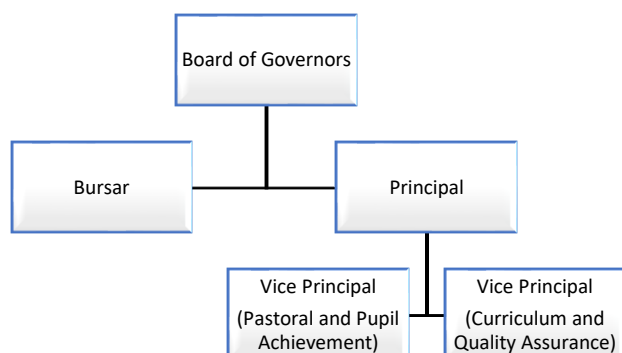 Board of Governors
Bursar
Principal
Vice Principal
(Pastoral and Pupil
Achievement)
Vice Principal
(Curriculum and
Quality Assurance)